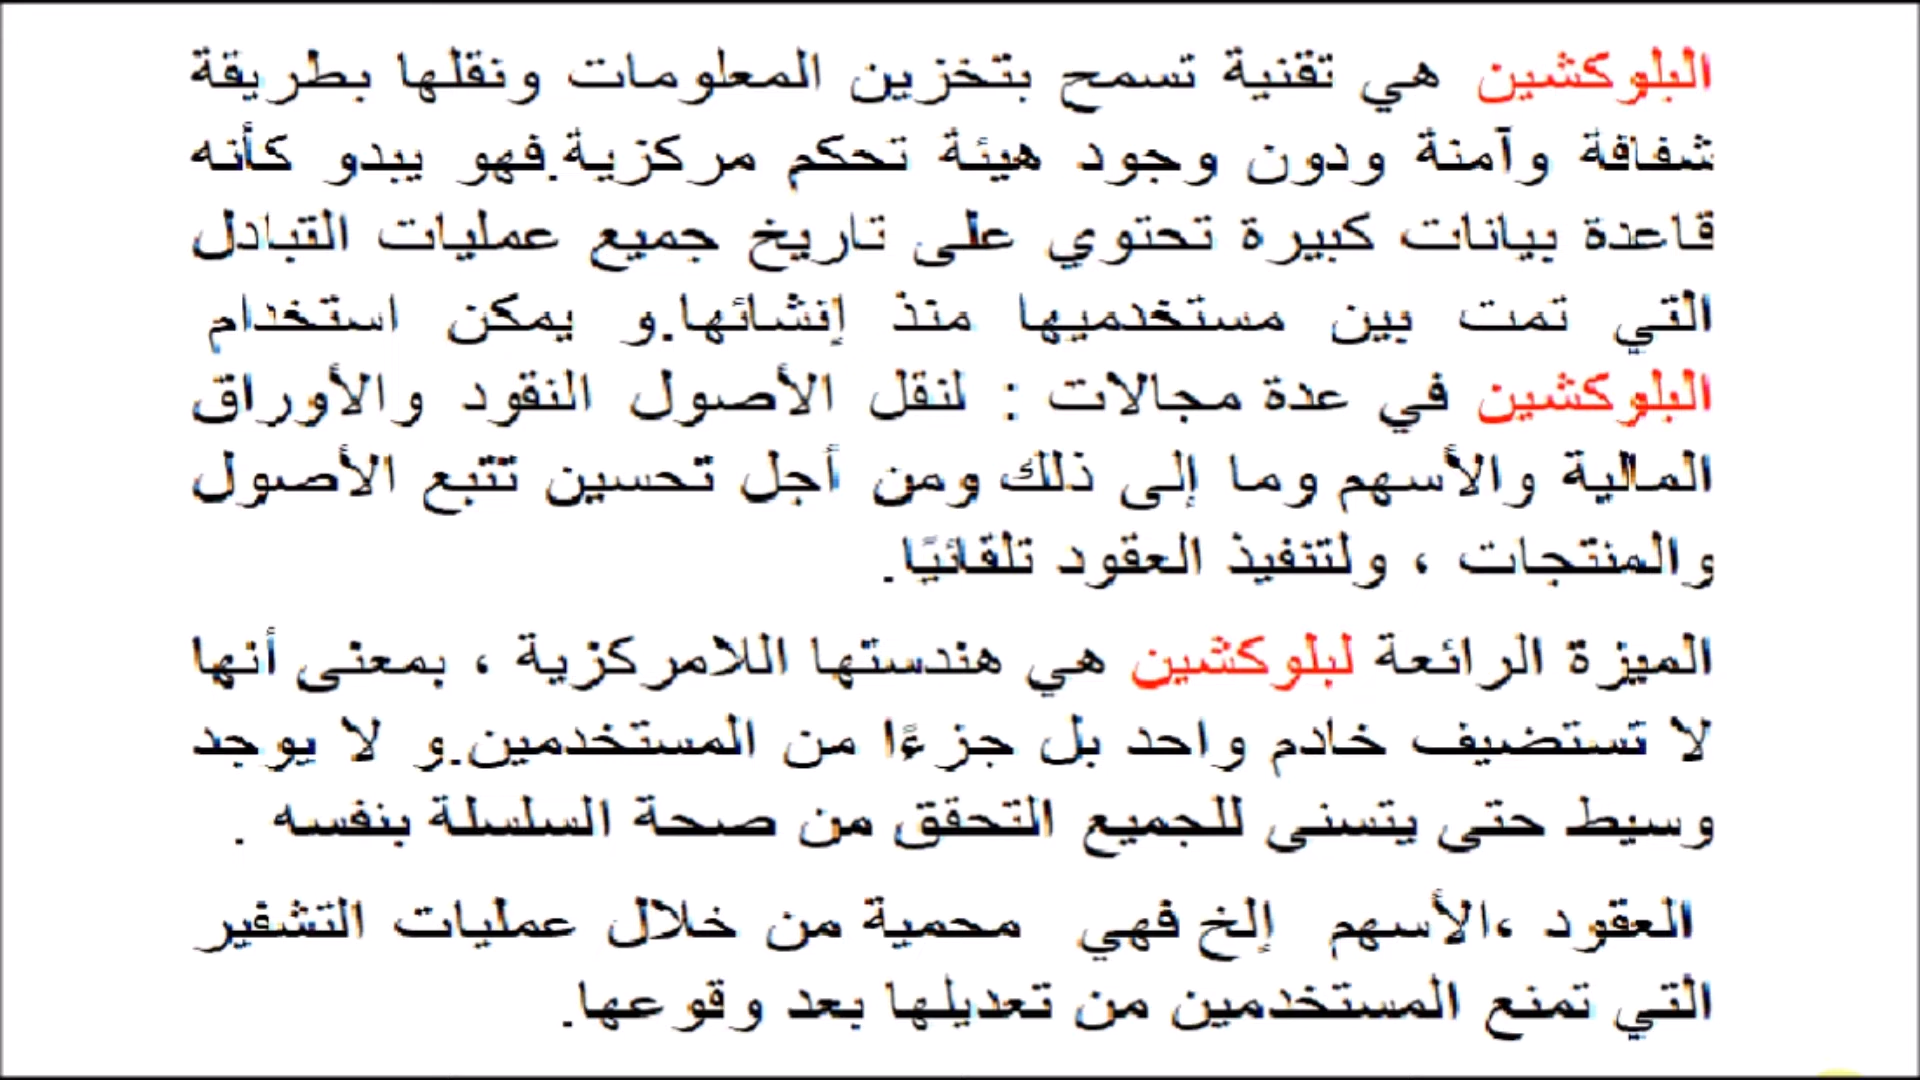 البلوكشين هي تقنية تسمح بتخزين المعلومات ونقلها بطريقة
شفافة وآمنة ودون وجود هيئة تحكم مركزية.فهو يبدو كأنه
قاعدة بيانات كبيرة تحتوي على تاريخ جميع عمليات التبادل
التي تمت بين مستخدميها منذ إنشائها.و يمكن استخدام
البلوكشين في عدة مجالات : لنقل الأصول النقود والأوراق
المالية والأسهم وما إلى ذلك ومن أجل تحسين تتبع الأصول
والمنتجات ، ولتنفيذ العقود تلقائيًا.
الميزة الرائعة لبلوكشين هي هندستها اللامركزية ، بمعنى أنها
لا تستضيف خادم واحد بل جزءًا من المستخدمين.و لا يوجد
وسيط حتى يتسنى للجميع التحقق من صحة السلسلة بنفسه .
العقود ،الأسهم إلخ فهي محمية من خلال عمليات التشفير
التي تمنع المستخدمين من تعديلها بعد وقوعها.